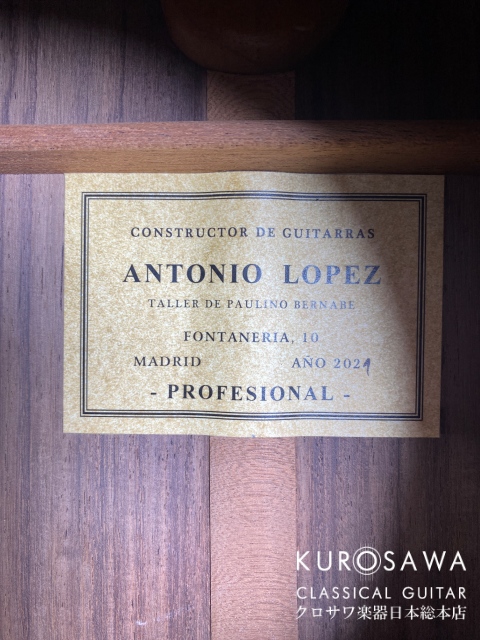 CONSTRUCTOR DE GUITARRAS
ANTONIO LOPEZ
TALLER DE PAULINO BERNABE
FONTANERIA, 10
MADRID AÑO 2021
- PROFESIONAL -
KUROSAWA
CLASSICAL GUITAR
クロサワ楽器日本総本店